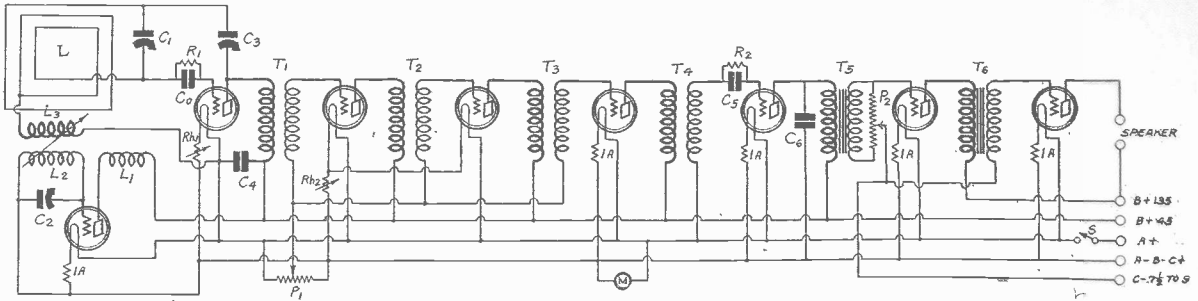 L
C1
C3
R1
C0
T1
T2
T3
T4
R2
C5
T5
P2
T6
L3
Rh1
C4
Rh2
1A
C6
1A
1A
SPEAKER
L2
L1
C2
1A
P1
M
S
B+135
B+45
A+
A-B-C+
C-7½ TO 9